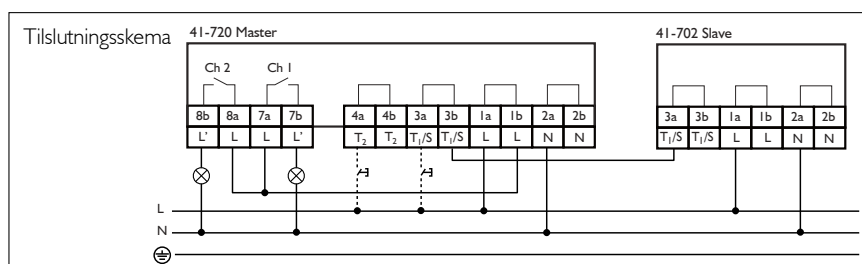 Tilslutningsskema
41-720 Master
41-702 Slave
Ch 2
Ch 1
8b 8a 7a 7b 4a 4b 3a 3b 1a 1b 2a 2b
3a 3b 1a 1b 2a 2b
L' L L L' T₂ T₂ T₁/S T₁/S L L N N
T₁/S T₁/S L L N N
L
N